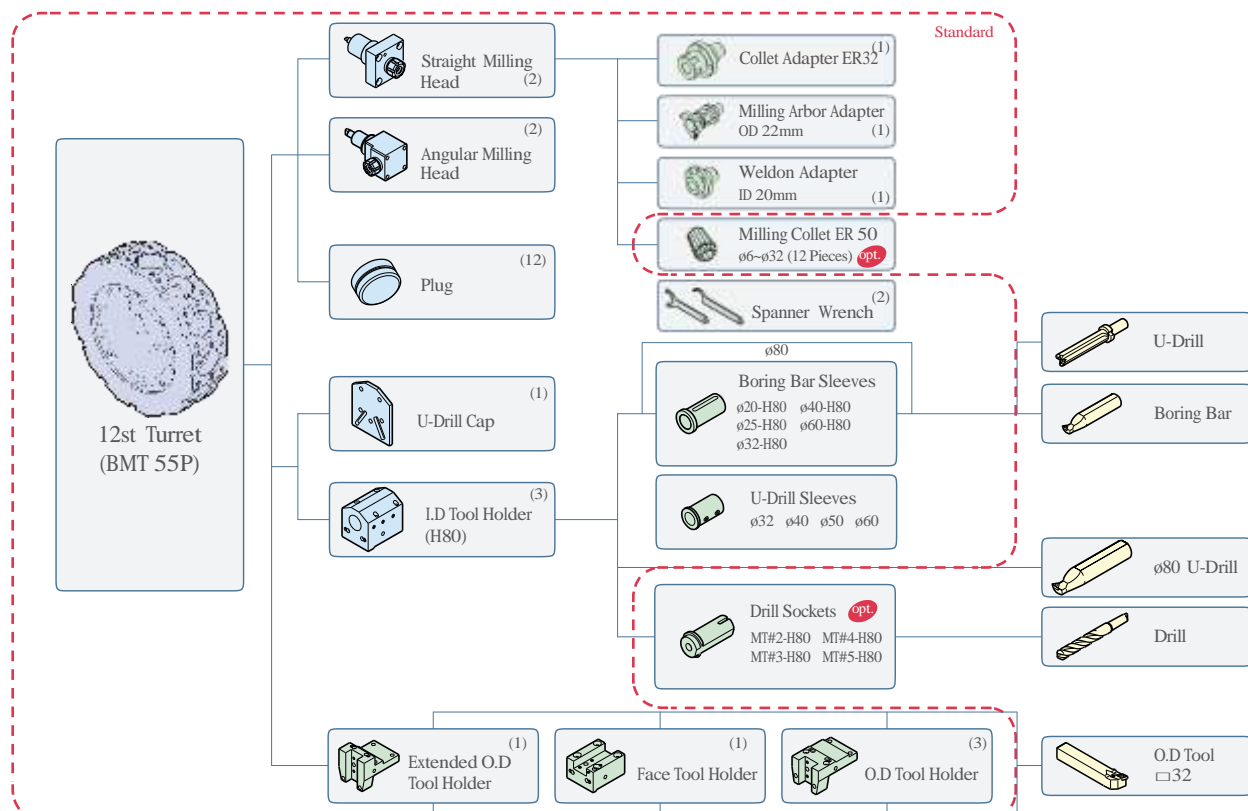 Standard
Straight Milling
Head
(2)
Collet Adapter ER32
(1)
Milling Arbor Adapter
OD 22mm
(1)
(2)
Angular Milling
Head
Weldon Adapter
ID 20mm
(1)
Milling Collet ER 50
ø6~ø32 (12 Pieces)
opt.
(12)
Plug
(2)
Spanner Wrench
ø80
U-Drill
12st Turret
(BMT 55P)
(1)
U-Drill Cap
Boring Bar Sleeves
ø20-H80 ø40-H80
ø25-H80 ø60-H80
ø32-H80
Boring Bar
(3)
I.D Tool Holder
(H80)
U-Drill Sleeves
ø32 ø40 ø50 ø60
ø80 U-Drill
Drill Sockets
opt.
MT#2-H80 MT#4-H80
MT#3-H80 MT#5-H80
Drill
(1)
Extended O.D
Tool Holder
(1)
Face Tool Holder
(3)
O.D Tool Holder
O.D Tool
□32